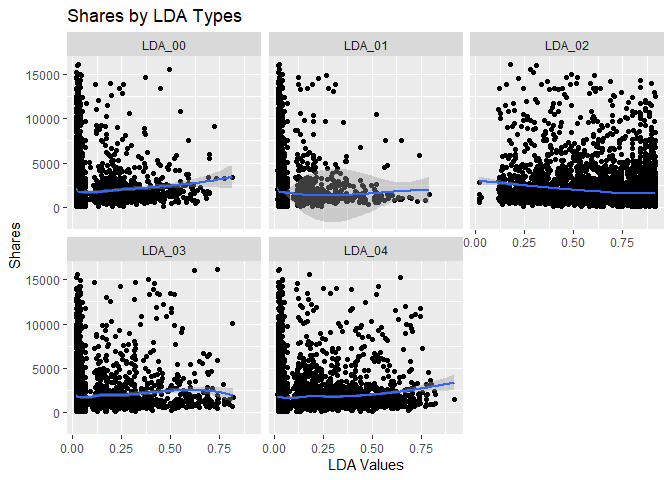 Shares by LDA Types
LDA_00 LDA_01 LDA_02
15000
10000
5000
0
0.00 0.25 0.50 0.75
LDA_03 LDA_04
15000
10000
5000
0
0.00 0.25 0.50 0.75 0.00 0.25 0.50 0.75
Shares
LDA Values